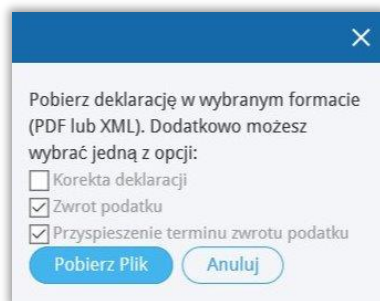 Pobierz deklarację w wybranym formacie
(PDF lub XML). Dodatkowo możesz
wybrać jedną z opcji:
Korekta deklaracji
Zwrot podatku
Przyspieszenie terminu zwrotu podatku
Pobierz Plik Anuluj